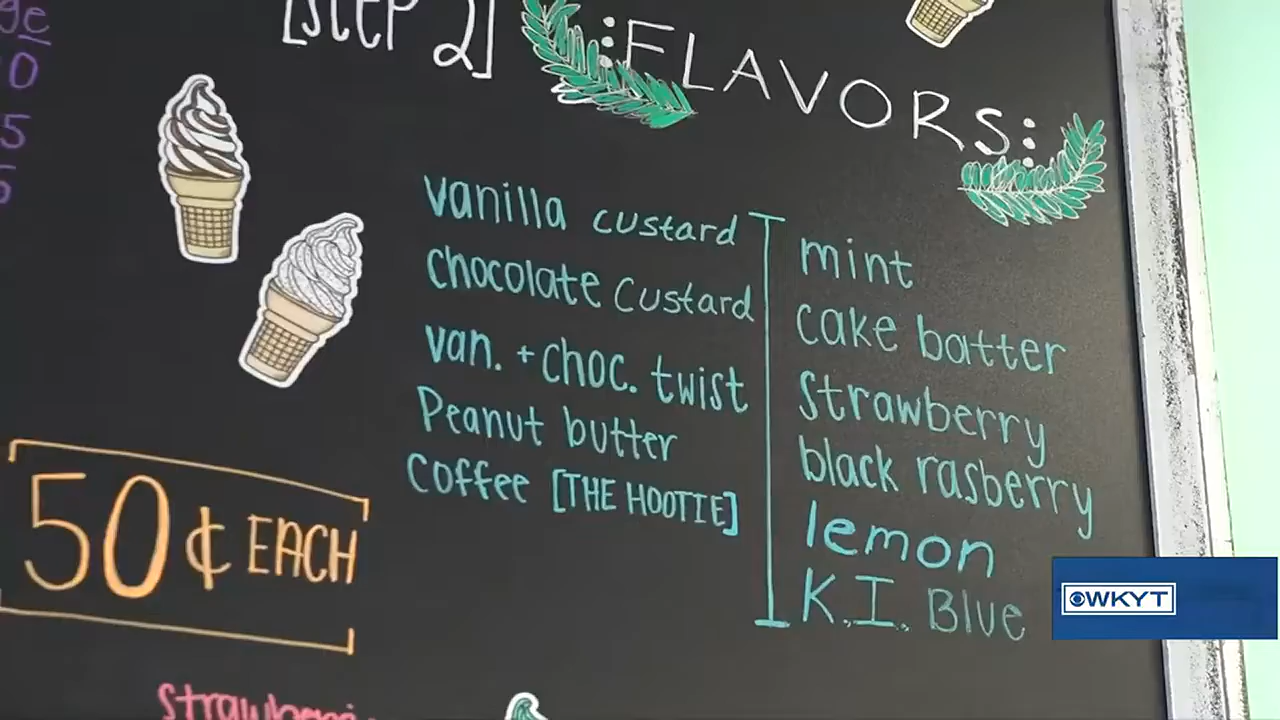 [STEP 2] :FLAVORS:
vanilla custard
chocolate custard
van. + choc. twist
Peanut butter
Coffee [THE HOOTIE]
mint
cake batter
strawberry
black rasberry
lemon
K.I. Blue
50¢ EACH
WKYT